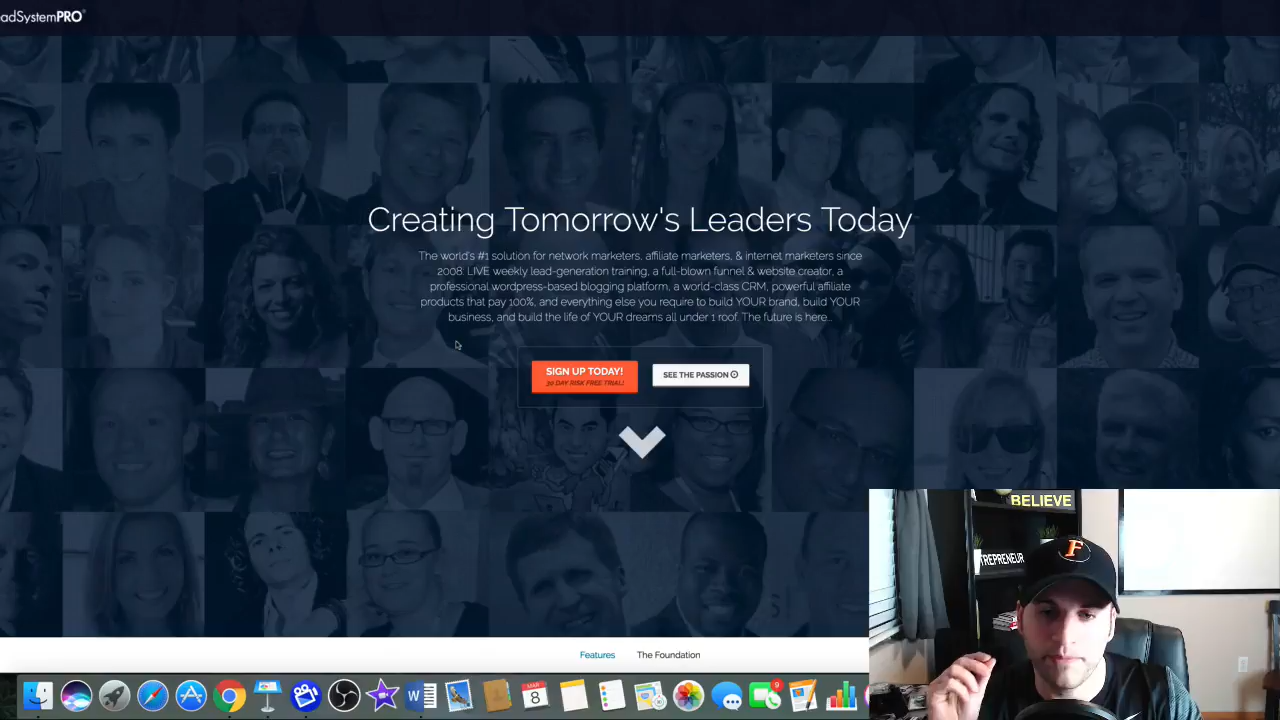 adSystemPRO®
Creating Tomorrow's Leaders Today
The world's #1 solution for network marketers, affiliate marketers, & internet marketers since
2008. LIVE weekly lead-generation training, a full-blown funnel & website creator, a
professional wordpress-based blogging platform, a world-class CRM, powerful affiliate
products that pay 100%, and everything else you require to build YOUR brand, build YOUR
business, and build the life of YOUR dreams all under 1 roof. The future is here...
SIGN UP TODAY!
30 DAY RISK FREE TRIAL!
SEE THE PASSION
BELIEVE
TREPRENEUR
F
Features
The Foundation
W
MAR
8
9